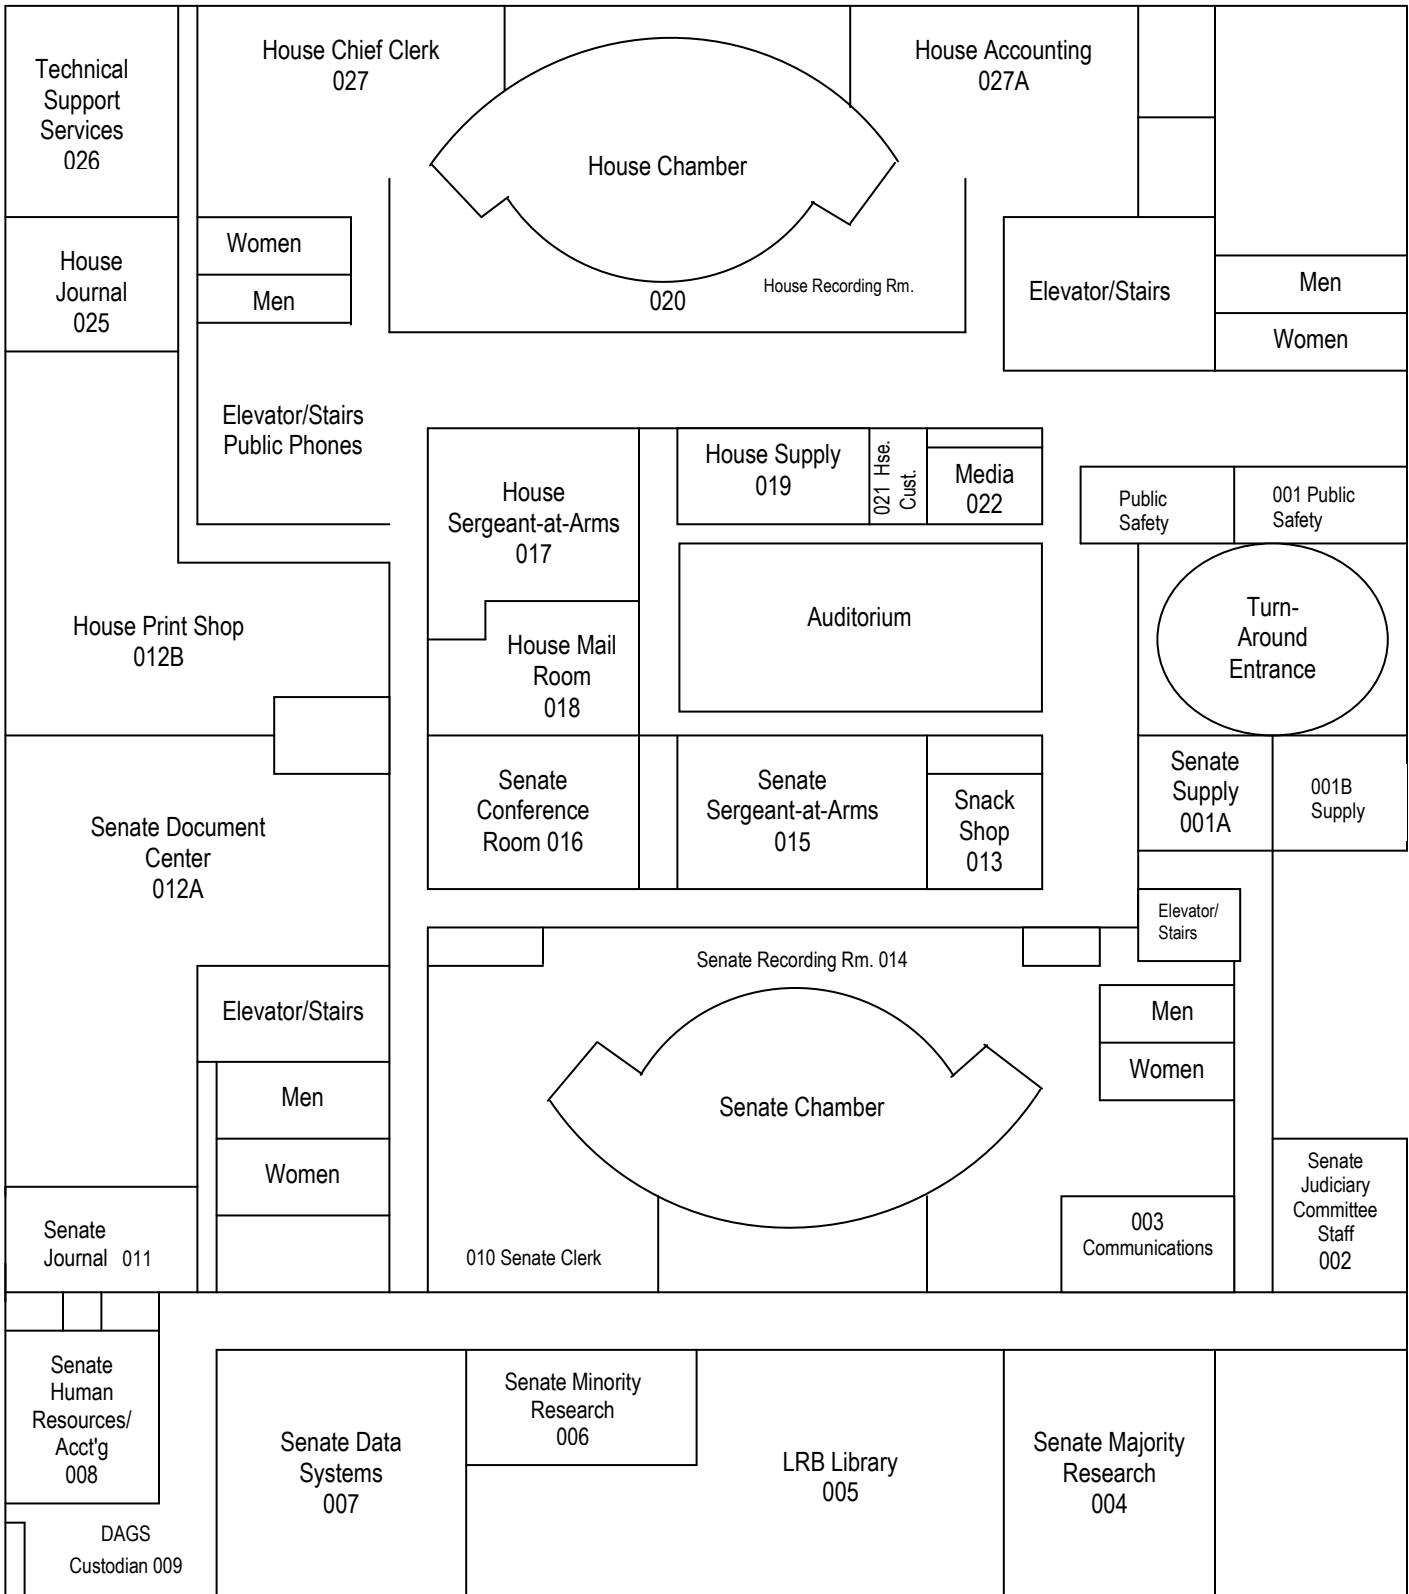 Technical
Support
Services
026
House Chief Clerk
027
House Chamber
House Accounting
027A
House
Journal
025
Women
Men
020
House Recording Rm.
Elevator/Stairs
Men
Women
Elevator/Stairs
Public Phones
House
Sergeant-at-Arms
017
House Supply
019
021 Hse.
Cust.
Media
022
Public
Safety
001 Public
Safety
House Print Shop
012B
House Mail
Room
018
Auditorium
Turn-
Around
Entrance
Senate Document
Center
012A
Senate
Conference
Room 016
Senate
Sergeant-at-Arms
015
Snack
Shop
013
Senate
Supply
001A
001B
Supply
Elevator/
Stairs
Senate Recording Rm. 014
Elevator/Stairs
Men
Women
Senate Chamber
Men
Women
Senate
Journal 011
010 Senate Clerk
003
Communications
Senate
Judiciary
Committee
Staff
002
Senate
Human
Resources/
Acct'g
008
DAGS
Custodian 009
Senate Data
Systems
007
Senate Minority
Research
006
LRB Library
005
Senate Majority
Research
004